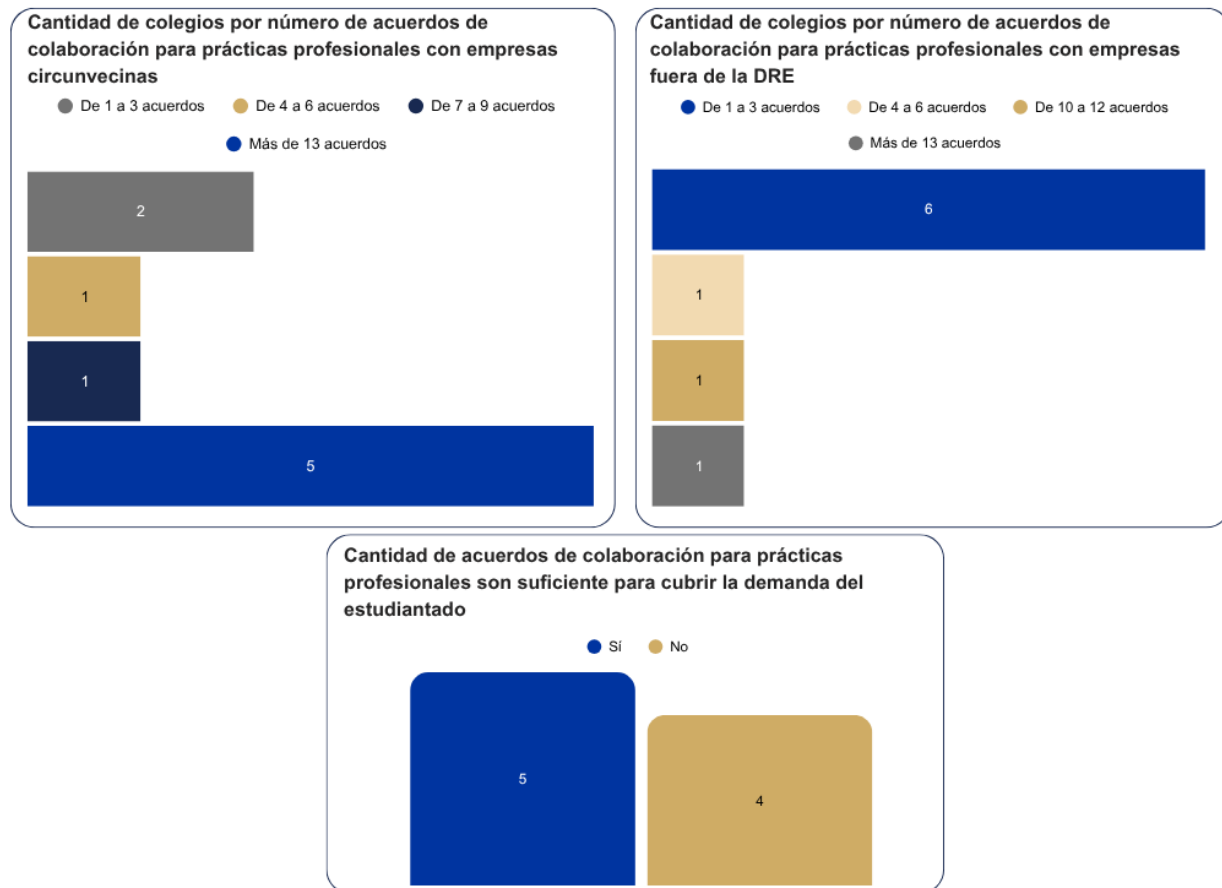 Cantidad de colegios por número de acuerdos de
colaboración para prácticas profesionales con empresas
circunvecinas
De 1 a 3 acuerdos
De 4 a 6 acuerdos
De 7 a 9 acuerdos
Más de 13 acuerdos
2
1
1
5
Cantidad de colegios por número de acuerdos de
colaboración para prácticas profesionales con empresas
fuera de la DRE
De 1 a 3 acuerdos
De 4 a 6 acuerdos
De 10 a 12 acuerdos
Más de 13 acuerdos
6
1
1
1
Cantidad de acuerdos de colaboración para prácticas
profesionales son suficiente para cubrir la demanda del
estudiantado
Sí
No
5
4